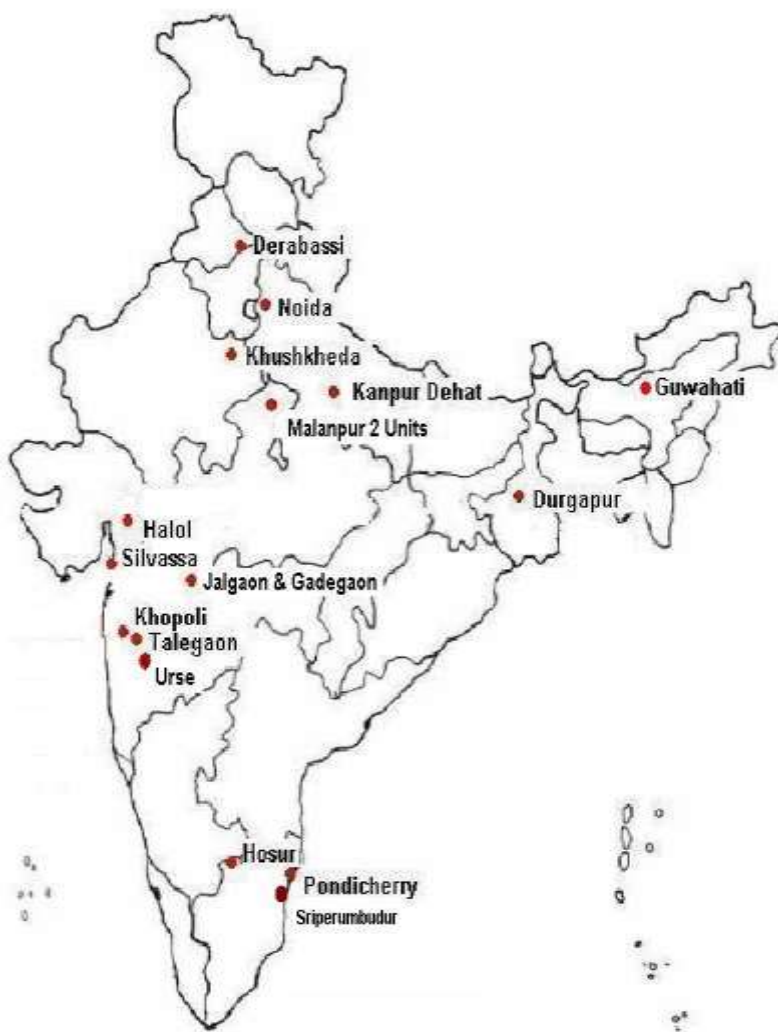 Derabassi
Noida
Khushkheda
Kanpur Dehat
Guwahati
Malanpur 2 Units
Durgapur
Halol
Silvassa
Jalgaon & Gadegaon
Khopoli
Talegaon
Urse
Hosur
Pondicherry
Sriperumbudur